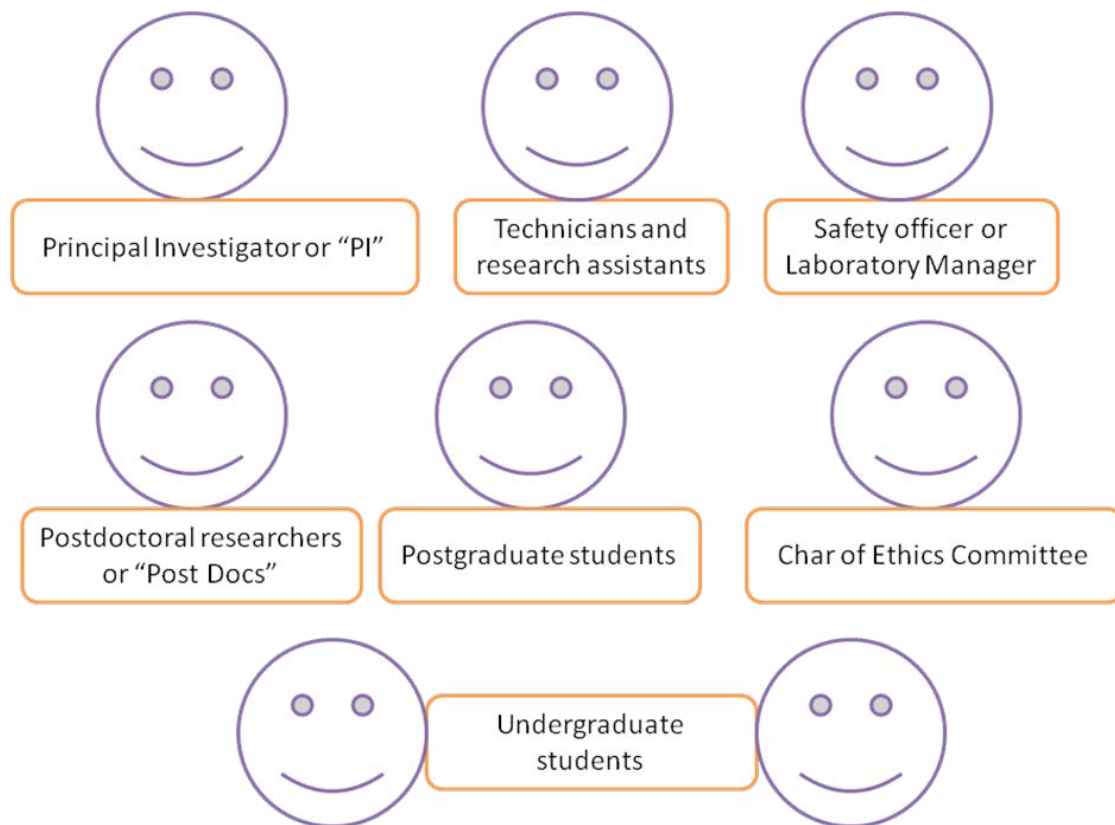 Principal Investigator or “PI”
Technicians and
research assistants
Safety officer or
Laboratory Manager
Postdoctoral researchers
or “Post Docs”
Postgraduate students
Char of Ethics Committee
Undergraduate
students